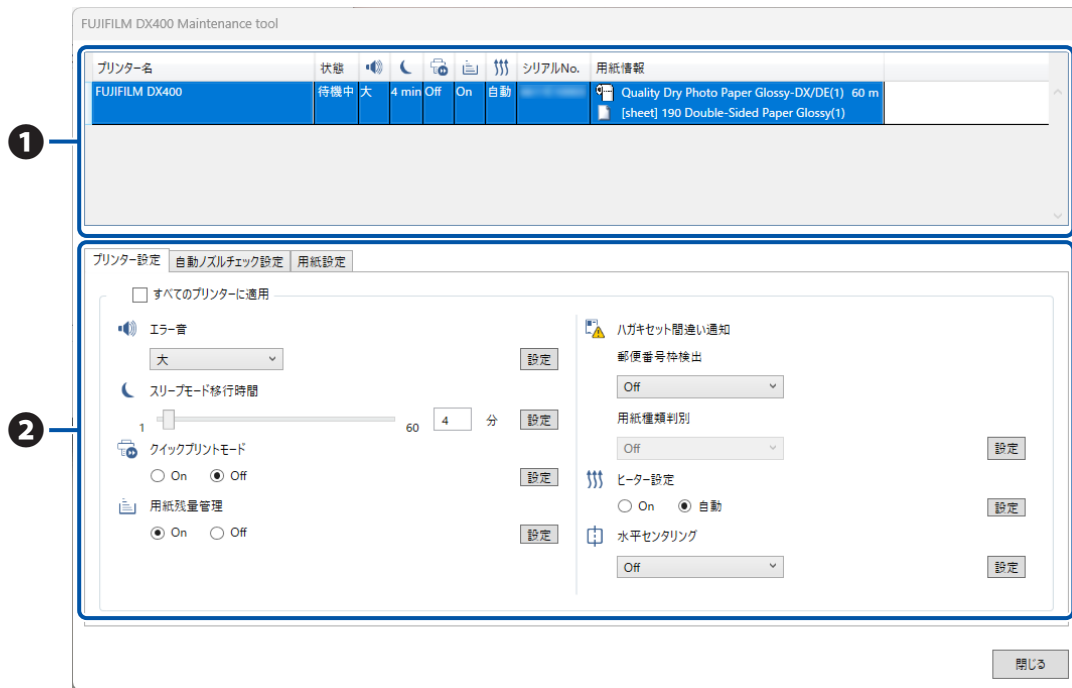 FUJIFILM DX400 Maintenance tool
プリンター名 状態 シリアルNo. 用紙情報
FUJIFILM DX400 待機中 大 4 min Off On 自動 Quality Dry Photo Paper Glossy-DX/DE(1) 60 m
[sheet] 190 Double-Sided Paper Glossy(1)
❶
プリンター設定 自動ノズルチェック設定 用紙設定
すべてのプリンターに適用
エラー音
大 設定
スリープモード移行時間
1 60 4 分 設定
クイックプリントモード
On Off 設定
用紙残量管理
On Off 設定
ハガキセット間違い通知
郵便番号枠検出
Off
用紙種類判別
Off 設定
ヒーター設定
On 自動 設定
水平センタリング
Off 設定
❷
閉じる